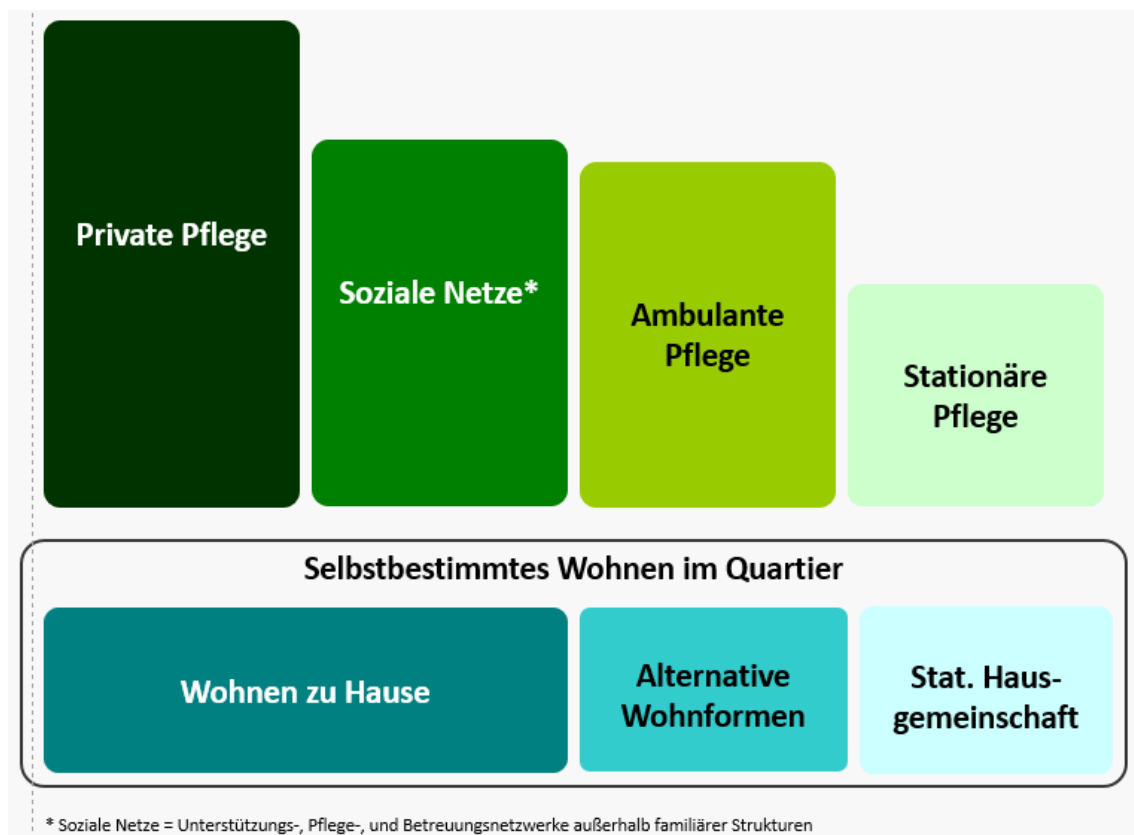 Private Pflege
Soziale Netze*
Ambulante
Pflege
Stationäre
Pflege
Selbstbestimmtes Wohnen im Quartier
Wohnen zu Hause
Alternative
Wohnformen
Stat. Haus-
gemeinschaft
* Soziale Netze = Unterstützungs-, Pflege-, und Betreuungsnetzwerke außerhalb familiärer Strukturen